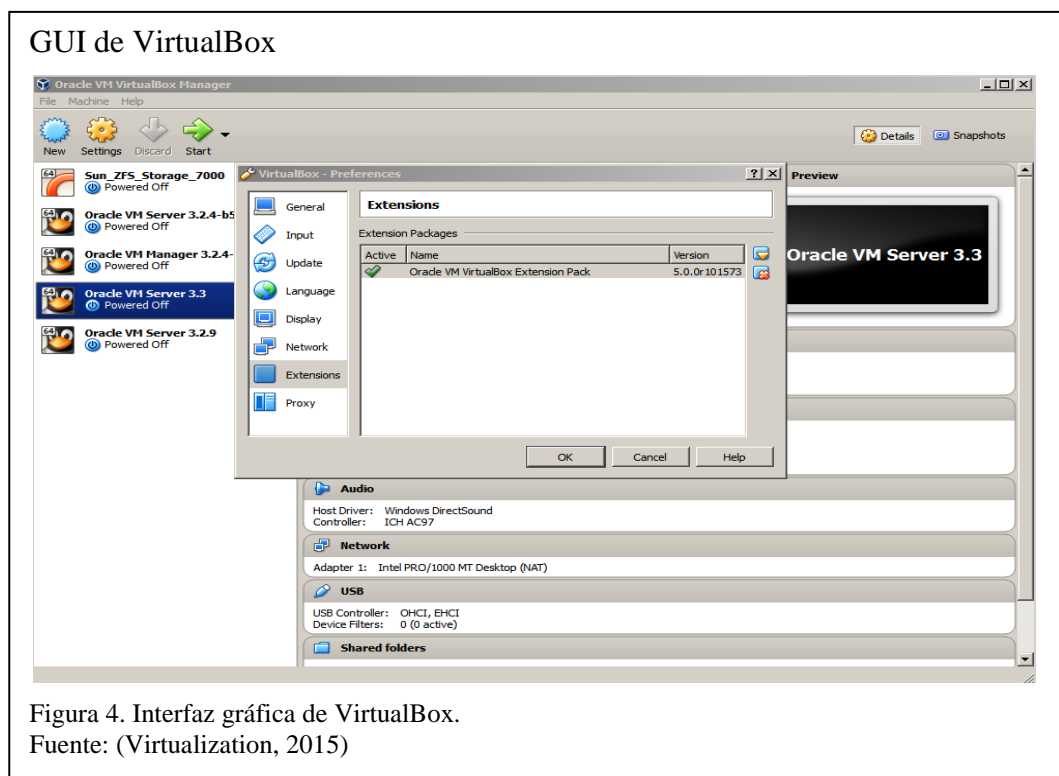 GUI de VirtualBox
Oracle VM VirtualBox Manager
File Machine Help
New Settings Discard Start
Details Snapshots
64 Sun_ZFS_Storage_7000
Powered Off
64 Oracle VM Server 3.2.4-b5
Powered Off
64 Oracle VM Manager 3.2.4-
Powered Off
64 Oracle VM Server 3.3
Powered Off
64 Oracle VM Server 3.2.9
Powered Off
VirtualBox - Preferences
General
Input
Update
Language
Display
Network
Extensions
Proxy
Extensions
Extension Packages
Active Name Version
Oracle VM VirtualBox Extension Pack 5.0.0r101573
OK Cancel Help
Preview
Oracle VM Server 3.3
Audio
Host Driver: Windows DirectSound
Controller: ICH AC97
Network
Adapter 1: Intel PRO/1000 MT Desktop (NAT)
USB
USB Controller: OHCI, EHCI
Device Filters: 0 (0 active)
Shared folders
Figura 4. Interfaz gráfica de VirtualBox.
Fuente: (Virtualization, 2015)